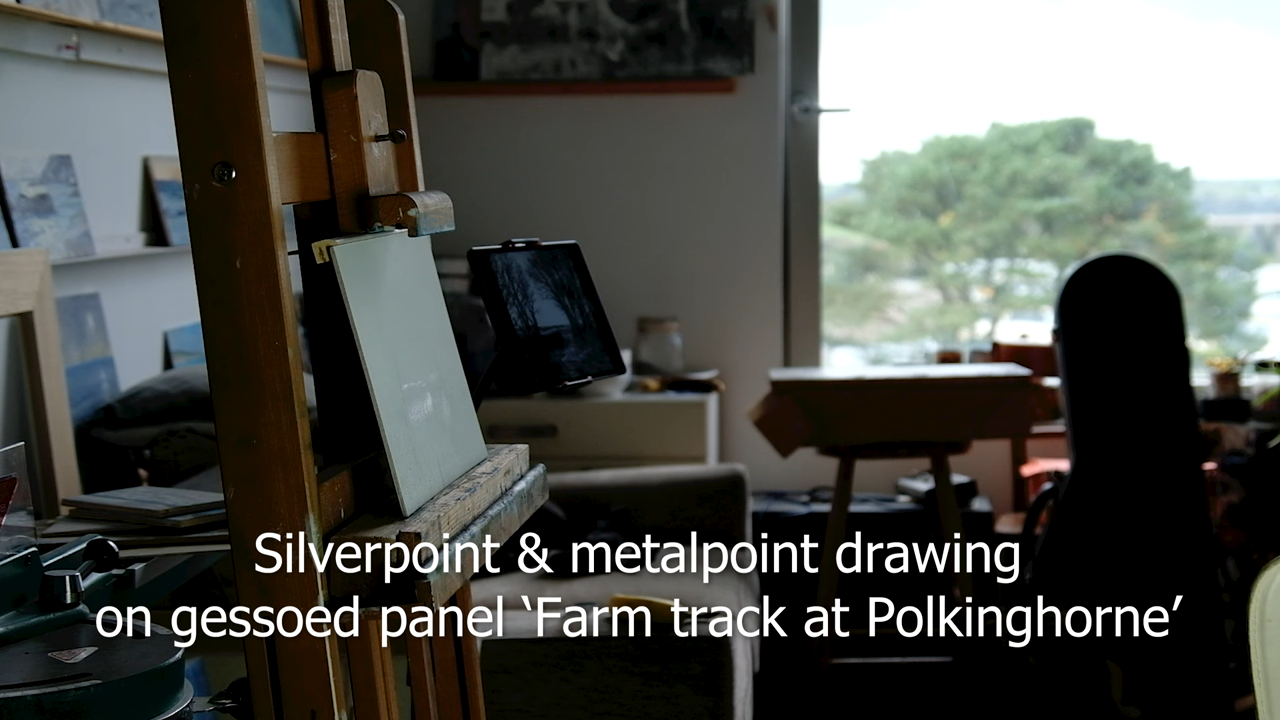 Silverpoint & metalpoint drawing
on gessoed panel ‘Farm track at Polkinghorne’